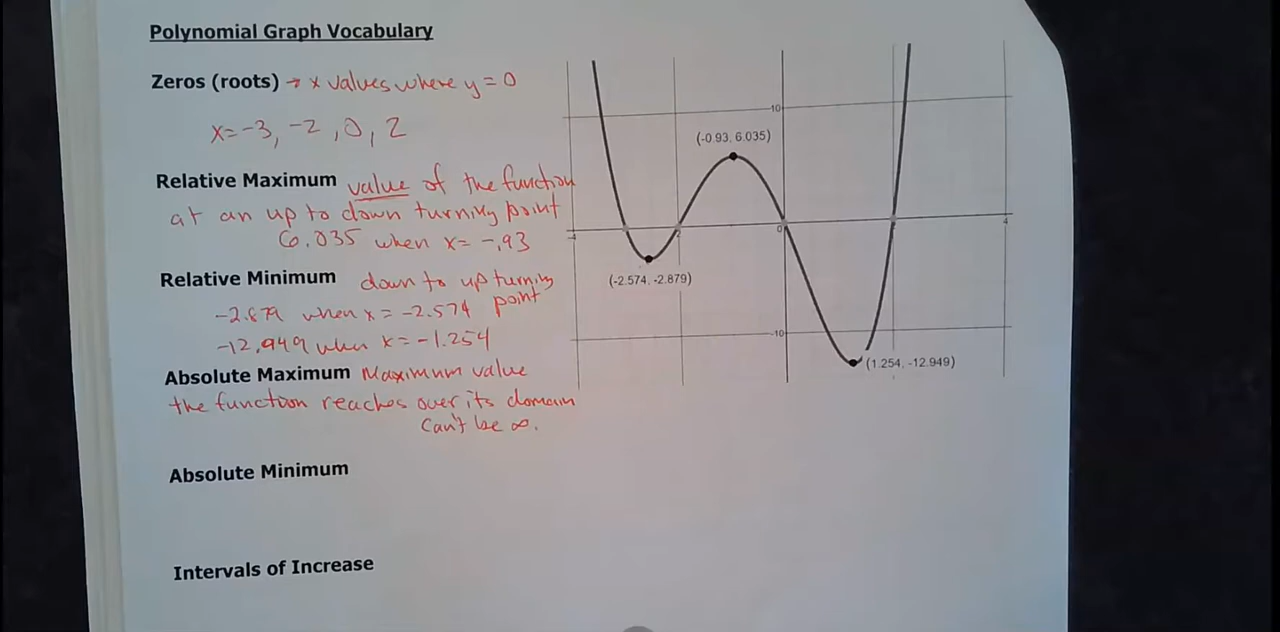 Polynomial Graph Vocabulary
Zeros (roots) → x values where y = 0
x = -3, -2, 0, 2
Relative Maximum value of the function
at an up to down turning point
6.035 when x = -.93
Relative Minimum down to up turning
point
-2.879 when x = -2.574
-12.949 when x = -1.254
Absolute Maximum Maximum value
the function reaches over its domain
Can't be ∞.
Absolute Minimum
Intervals of Increase
10
(-0.93, 6.035)
-4
0
4
(-2.574, -2.879)
-10
(1.254, -12.949)